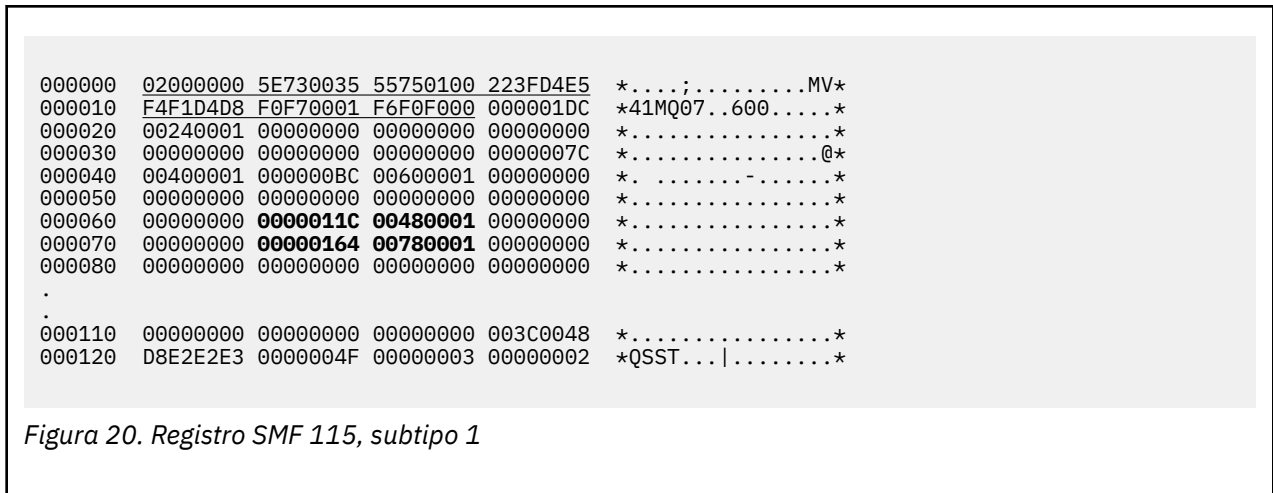 000000  02000000 5E730035 55750100 223FD4E5  *....;.........MV*
000010  F4F1D4D8 F0F70001 F6F0F000 000001DC  *41MQ07..600.....*
000020  00240001 00000000 00000000 00000000  *................*
000030  00000000 00000000 00000000 0000007C  *...............@*
000040  00400001 000000BC 00600001 00000000  *. .......-......*
000050  00000000 00000000 00000000 00000000  *................*
000060  00000000 0000011C 00480001 00000000  *................*
000070  00000000 00000164 00780001 00000000  *................*
000080  00000000 00000000 00000000 00000000  *................*
.
.
000110  00000000 00000000 00000000 003C0048  *................*
000120  D8E2E2E3 0000004F 00000003 00000002  *QSST...|........*
Figura 20. Registro SMF 115, subtipo 1